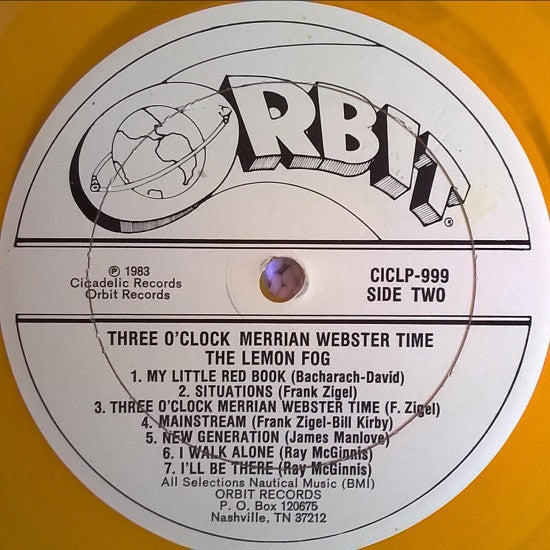 ORBIT®
℗ 1983
Cicadelic Records
Orbit Records
CICLP-999
SIDE TWO
THREE O'CLOCK MERRIAN WEBSTER TIME
THE LEMON FOG
1. MY LITTLE RED BOOK (Bacharach-David)
2. SITUATIONS (Frank Zigel)
3. THREE O'CLOCK MERRIAN WEBSTER TIME (F. Zigel)
4. MAINSTREAM (Frank Zigel-Bill Kirby)
5. NEW GENERATION (James Manlove)
6. I WALK ALONE (Ray McGinnis)
7. I'LL BE THERE (Ray McGinnis)
All Selections Nautical Music (BMI)
ORBIT RECORDS
P. O. Box 120675
Nashville, TN 37212